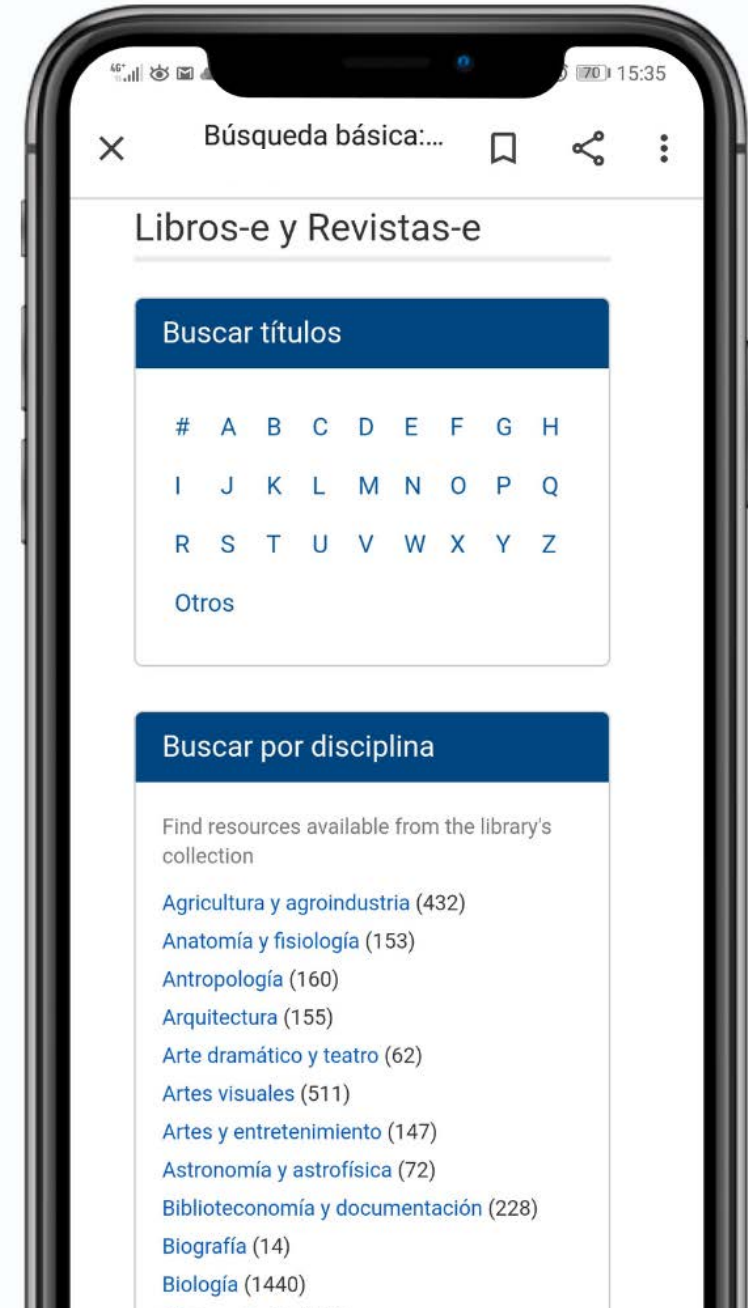 4G+ 70 15:35
Búsqueda básica:...
Libros-e y Revistas-e
Buscar títulos
# A B C D E F G H
I J K L M N O P Q
R S T U V W X Y Z
Otros
Buscar por disciplina
Find resources available from the library's
collection
Agricultura y agroindustria (432)
Anatomía y fisiología (153)
Antropología (160)
Arquitectura (155)
Arte dramático y teatro (62)
Artes visuales (511)
Artes y entretenimiento (147)
Astronomía y astrofísica (72)
Biblioteconomía y documentación (228)
Biografía (14)
Biología (1440)